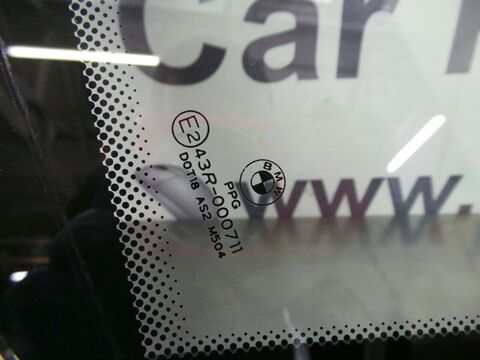 Car
www.
E2
43R-000711
PPG
DOT18 AS2 M504
BMW